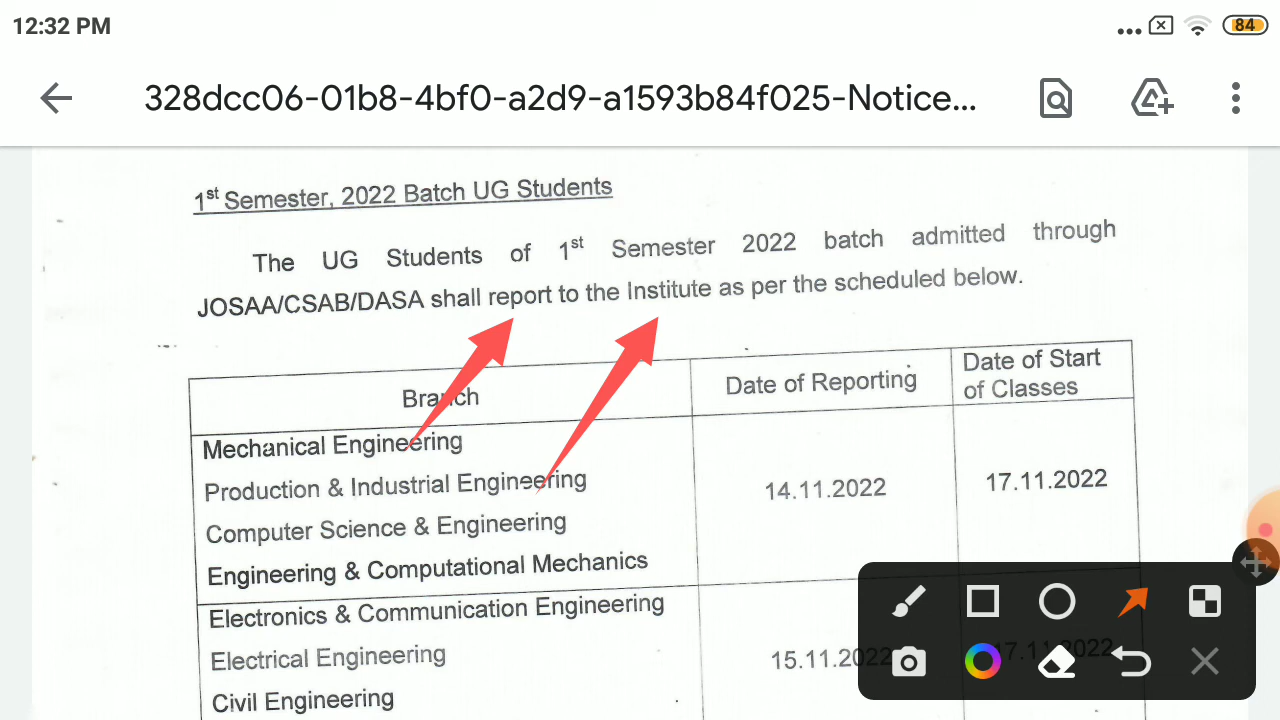 12:32 PM
84
328dcc06-01b8-4bf0-a2d9-a1593b84f025-Notice...
1st Semester, 2022 Batch UG Students
The UG Students of 1st Semester 2022 batch admitted through
JOSAA/CSAB/DASA shall report to the Institute as per the scheduled below.
Branch
Date of Reporting
Date of Start
of Classes
Mechanical Engineering
Production & Industrial Engineering
Computer Science & Engineering
Engineering & Computational Mechanics
14.11.2022
17.11.2022
Electronics & Communication Engineering
Electrical Engineering
Civil Engineering
15.11.2022
17.11.2022